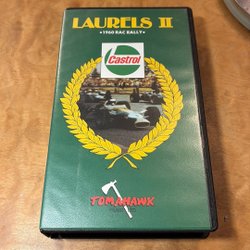 LAURELS II
•1960 RAC RALLY•
Castrol
TOMAHAWK